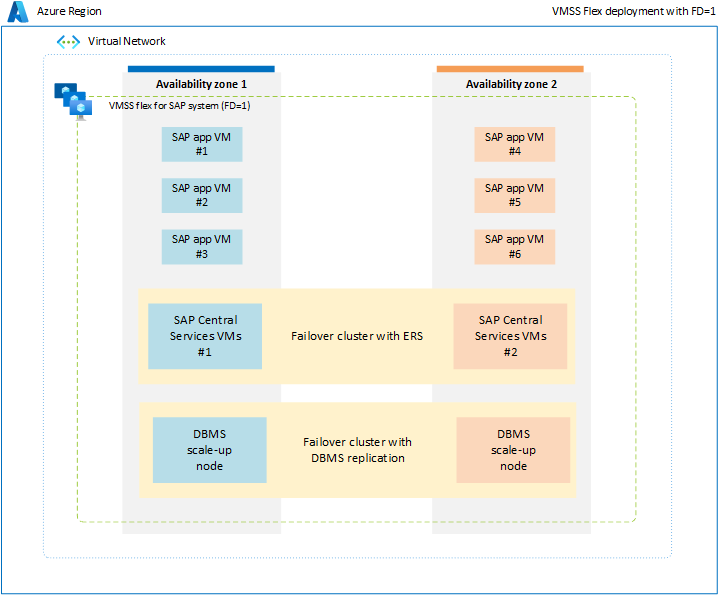 Azure Region
VMSS Flex deployment with FD=1
Virtual Network
Availability zone 1
Availability zone 2
VMSS flex for SAP system (FD=1)
SAP app VM
#1
SAP app VM
#4
SAP app VM
#2
SAP app VM
#5
SAP app VM
#3
SAP app VM
#6
SAP Central
Services VMs
#1
Failover cluster with ERS
SAP Central
Services VMs
#2
DBMS
scale-up
node
Failover cluster with
DBMS replication
DBMS
scale-up
node